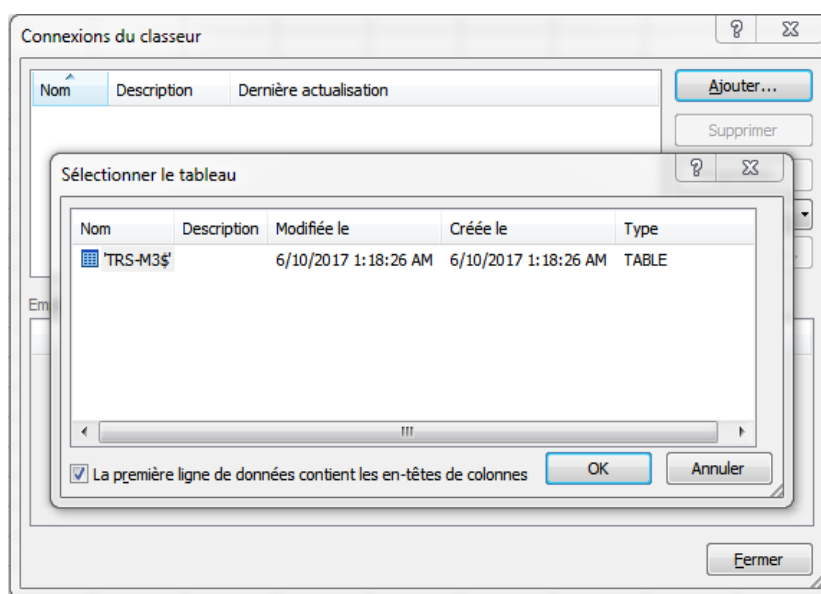 Connexions du classeur
Nom Description Dernière actualisation
Ajouter...
Supprimer
Sélectionner le tableau
Nom Description Modifiée le Créée le Type
'TRS-M3$' 6/10/2017 1:18:26 AM 6/10/2017 1:18:26 AM TABLE
Em
La première ligne de données contient les en-têtes de colonnes
OK
Annuler
Fermer